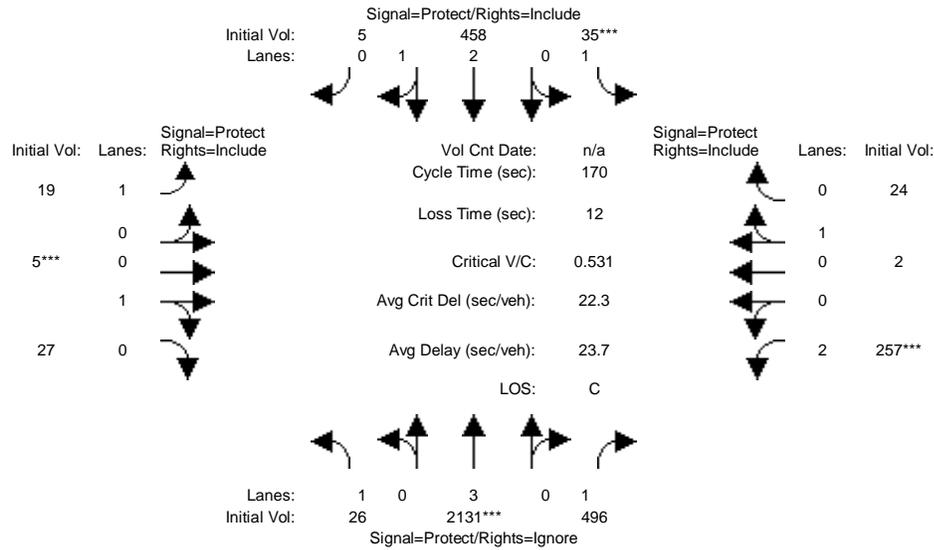 Signal=Protect/Rights=Include
Initial Vol: 5 458 35***
Lanes: 0 1 2 0 1
Signal=Protect Signal=Protect
Initial Vol: Lanes: Rights=Include Vol Cnt Date: n/a Rights=Include Lanes: Initial Vol:
Cycle Time (sec): 170
19 1 0 24
Loss Time (sec): 12
0 1
5*** 0 Critical V/C: 0.531 0 2
1 Avg Crit Del (sec/veh): 22.3 0
27 0 Avg Delay (sec/veh): 23.7 2 257***
LOS: C
Lanes: 1 0 3 0 1
Initial Vol: 26 2131*** 496
Signal=Protect/Rights=Ignore